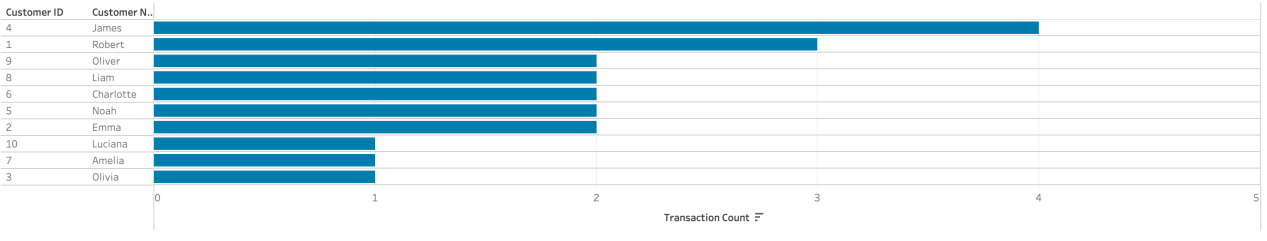 Customer ID Customer N..
4 James
1 Robert
9 Oliver
8 Liam
6 Charlotte
5 Noah
2 Emma
10 Luciana
7 Amelia
3 Olivia
0 1 2 3 4 5
Transaction Count